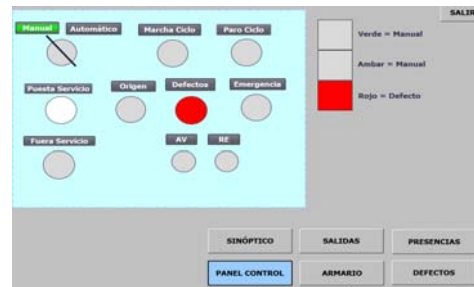 SALIR
Manual Automático Marcha Ciclo Paro Ciclo
Verde = Manual
Ambar = Manual
Puesta Servicio Origen Defectos Emergencia
Rojo = Defecto
Fuera Servicio AV RE
SINÓPTICO SALIDAS PRESENCIAS
PANEL CONTROL ARMARIO DEFECTOS